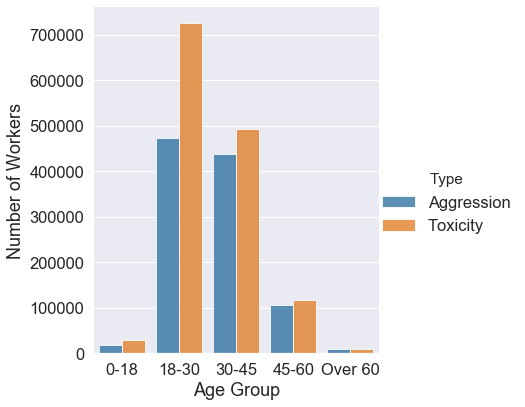 700000
600000
500000
400000
300000
200000
100000
0
Number of Workers
0-18 18-30 30-45 45-60 Over 60
Age Group
Type
Aggression
Toxicity